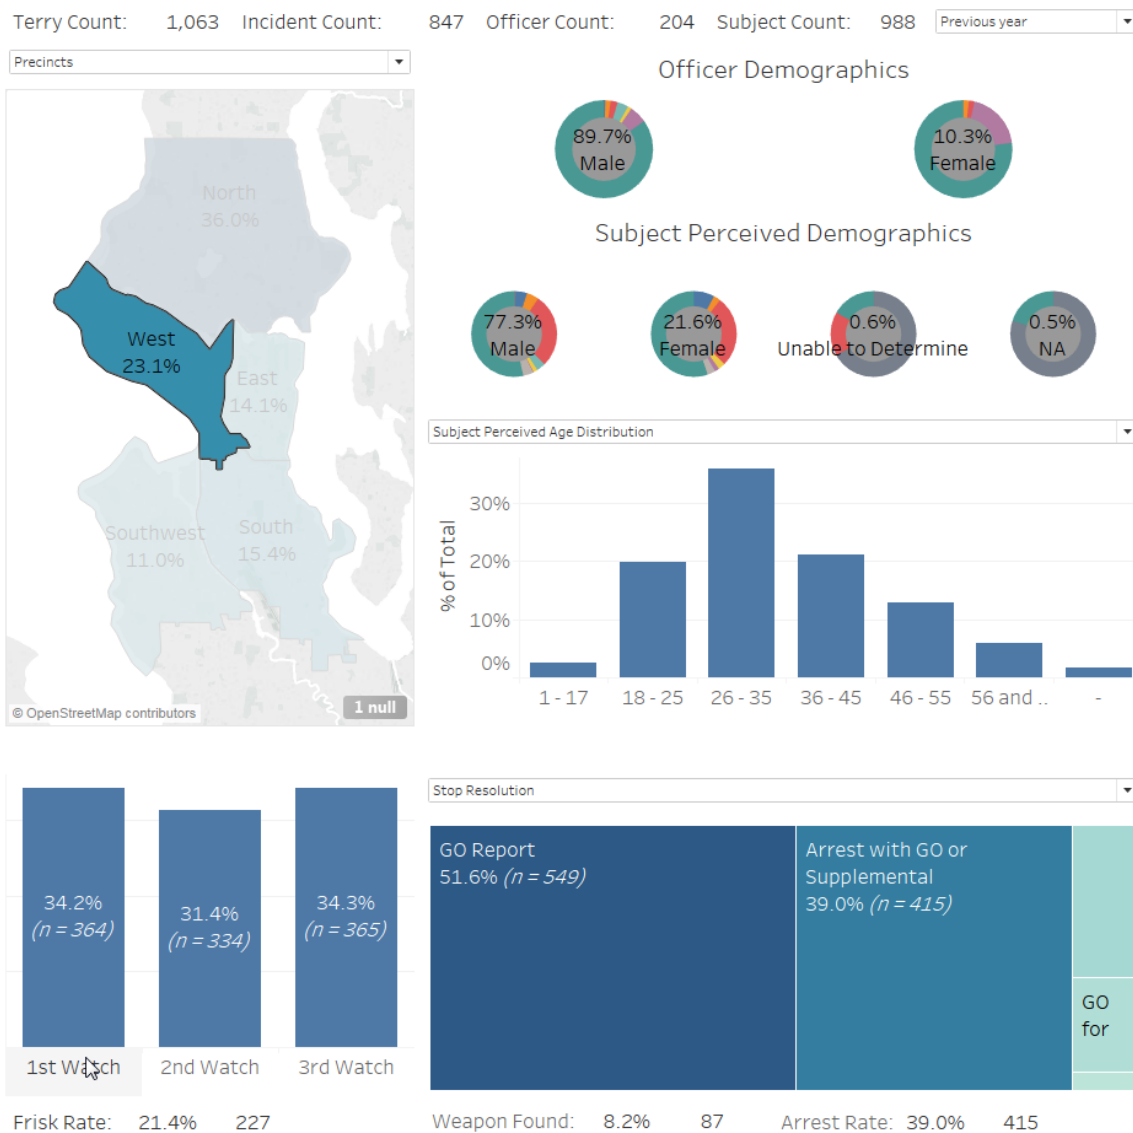 Terry Count: 1,063 Incident Count: 847 Officer Count: 204 Subject Count: 988 Previous year
Precincts
Officer Demographics
89.7%
Male
10.3%
Female
Subject Perceived Demographics
77.3%
Male
21.6%
Female
0.6%
Unable to Determine
0.5%
NA
North
36.0%
West
23.1%
East
14.1%
Southwest
11.0%
South
15.4%
© OpenStreetMap contributors
1 null
Subject Perceived Age Distribution
% of Total
30%
20%
10%
0%
1 - 17 18 - 25 26 - 35 36 - 45 46 - 55 56 and .. -
34.2%
(n = 364)
31.4%
(n = 334)
34.3%
(n = 365)
1st Watch 2nd Watch 3rd Watch
Stop Resolution
GO Report
51.6% (n = 549)
Arrest with GO or
Supplemental
39.0% (n = 415)
GO
for
Frisk Rate: 21.4% 227
Weapon Found: 8.2% 87 Arrest Rate: 39.0% 415